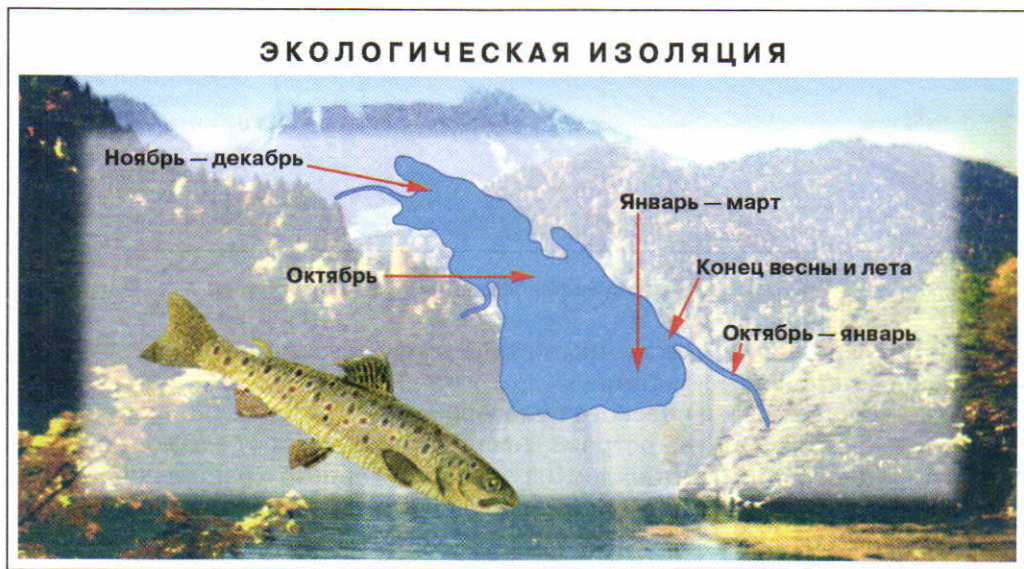 ЭКОЛОГИЧЕСКАЯ ИЗОЛЯЦИЯ
Ноябрь — декабрь
Январь — март
Октябрь
Конец весны и лета
Октябрь — январь